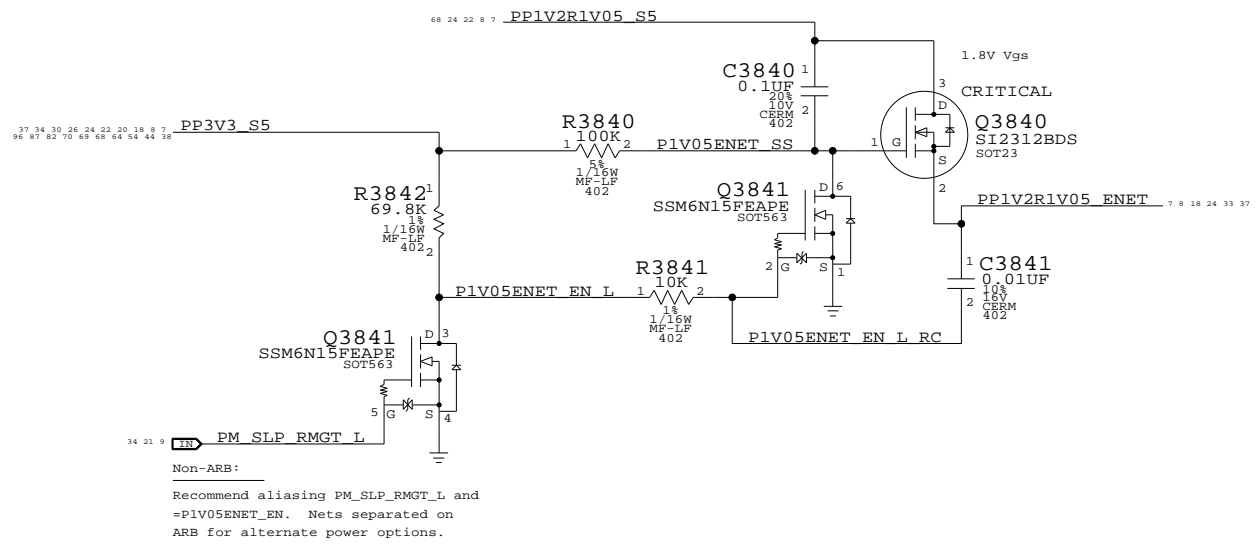 68 24 22 8 7 PP1V2R1V05_S5
1.8V Vgs
C3840
0.1UF
20%
10V
CERM
402
1
2
3
D
CRITICAL
Q3840
SI2312BDS
SOT23
1
G
S
2
37 34 30 26 24 22 20 18 8 7
96 87 82 70 69 68 64 54 44 38
PP3V3_S5
R3840
100K
1
2
5%
1/16W
MF-LF
402
P1V05ENET_SS
R3842
69.8K
1%
1/16W
MF-LF
402
1
2
Q3841
SSM6N15FEAPE
SOT563
D
6
2
G
S
1
PP1V2R1V05_ENET 7 8 18 24 33 37
C3841
0.01UF
10%
16V
CERM
402
1
2
P1V05ENET_EN_L
R3841
10K
1
2
1%
1/16W
MF-LF
402
P1V05ENET_EN_L_RC
Q3841
SSM6N15FEAPE
SOT563
D
3
5
G
S
4
34 21 9 IN PM_SLP_RMGT_L
Non-ARB:
Recommend aliasing PM_SLP_RMGT_L and
=P1V05ENET_EN. Nets separated on
ARB for alternate power options.